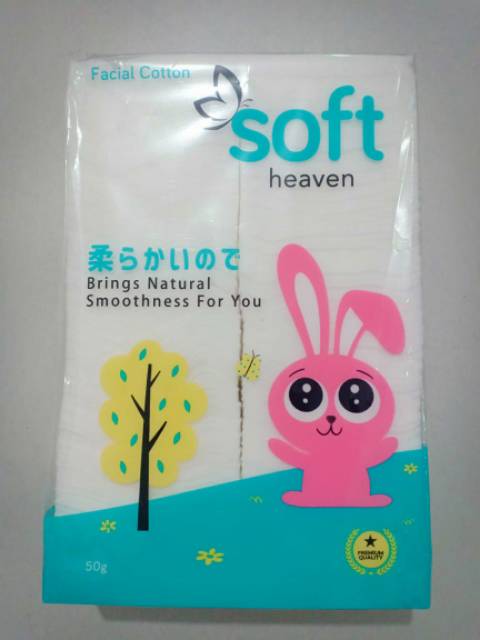 Facial Cotton
soft
heaven
柔らかいので
Brings Natural
Smoothness For You
50g
PREMIUM
QUALITY